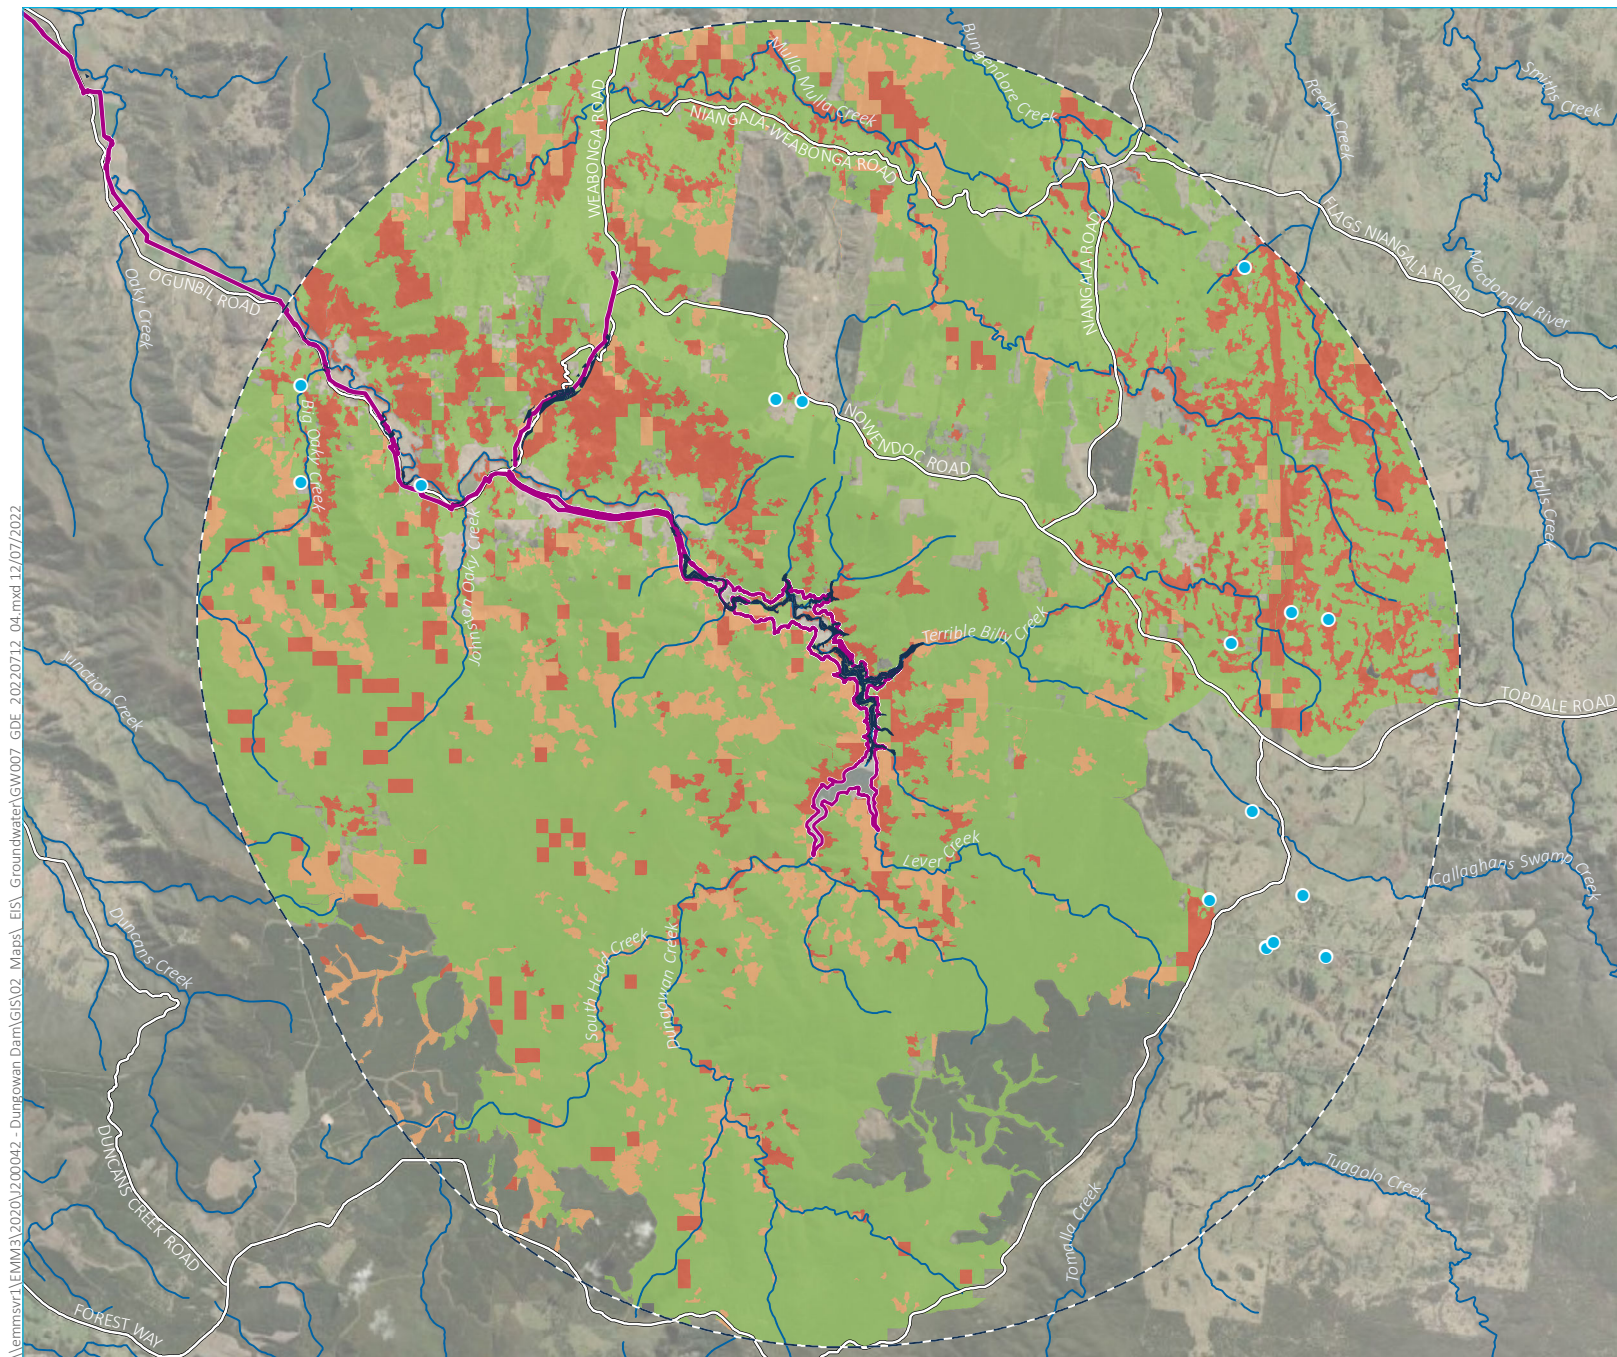 Mulla Mulla Creek
Bungendore Creek
Reedy Creek
Smiths Creek
NIANGALA-WEABONGA ROAD
WEABONGA ROAD
FIAGS NIANGALA ROAD
NIANGALA ROAD
Macdonald River
Oaky Creek
OGUNBIL ROAD
Big Oaky Creek
NOWENDOC ROAD
Halls Creek
Johnston Oaky Creek
Terrible Billy Creek
Junction Creek
TOPDALE ROAD
Lever Creek
Callaghans Swamp Creek
Duncans Creek
South Head Creek
Dungowan Creek
DUNCANS CREEK ROAD
Tomalla Creek
Tuggolo Creek
FOREST WAY
\\emmsvr1\EMM3\2020\J200042 - Dungowan Dam\GIS\02_Maps\_EIS\_Groundwater\GW007_GDE_20220712_04.mxd 12/07/2022